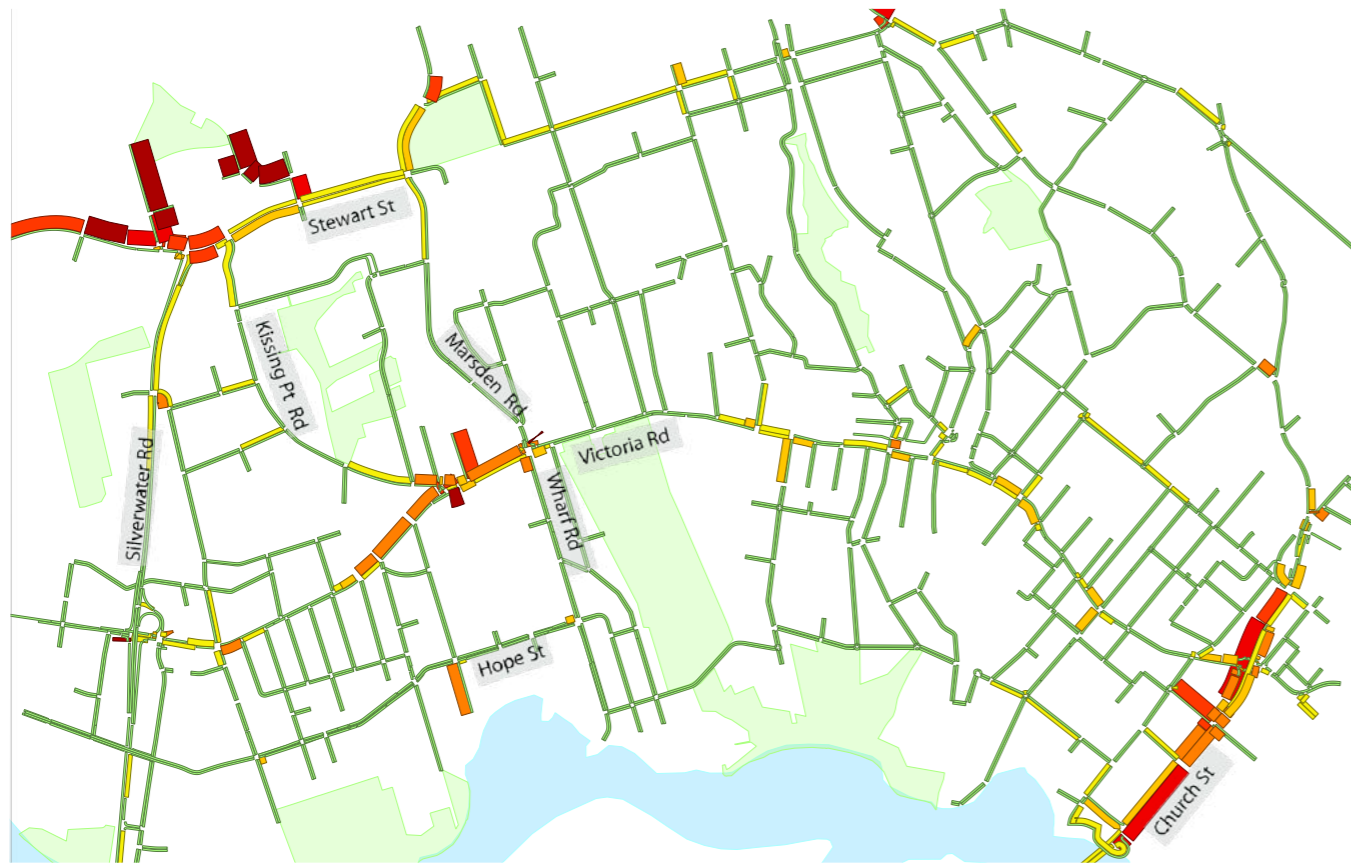 Stewart St
Kissing Pt Rd
Marsden Rd
Victoria Rd
Silverwater Rd
Wharf Rd
Hope St
Church St